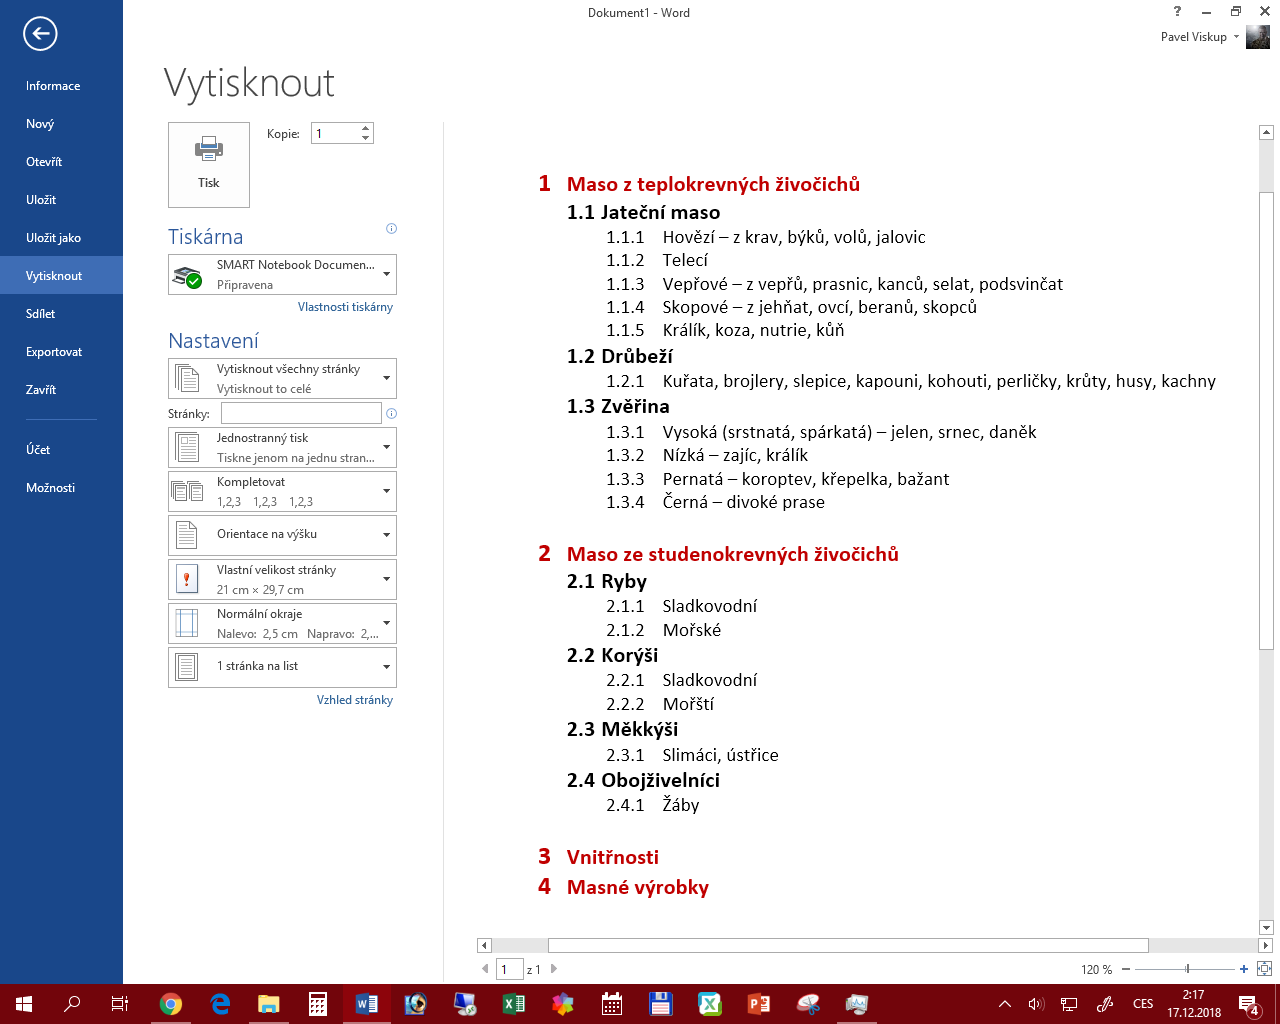 Dokument1 - Word
?
Pavel Viskup
Informace
Nový
Otevřít
Uložit
Uložit jako
Vytisknout
Sdílet
Exportovat
Zavřít
Účet
Možnosti
Vytisknout
Tisk
Kopie: 1
Tiskárna
SMART Notebook Documen...
Připravena
Vlastnosti tiskárny
Nastavení
Vytisknout všechny stránky
Vytisknout to celé
Stránky:
Jednostranný tisk
Tiskne jenom na jednu stran...
Kompletovat
1,2,3 1,2,3 1,2,3
Orientace na výšku
Vlastní velikost stránky
21 cm × 29,7 cm
Normální okraje
Nalevo: 2,5 cm Napravo: 2,...
1 stránka na list
Vzhled stránky
1 Maso z teplokrevných živočichů
1.1 Jateční maso
1.1.1 Hovězí – z krav, býků, volů, jalovic
1.1.2 Telecí
1.1.3 Vepřové – z vepřů, prasnic, kanců, selat, podsvinčat
1.1.4 Skopové – z jehňat, ovcí, beranů, skopců
1.1.5 Králík, koza, nutrie, kůň
1.2 Drůbeží
1.2.1 Kuřata, brojlery, slepice, kapouni, kohouti, perličky, krůty, husy, kachny
1.3 Zvěřina
1.3.1 Vysoká (srstnatá, spárkatá) – jelen, srnec, daněk
1.3.2 Nízká – zajíc, králík
1.3.3 Pernatá – koroptev, křepelka, bažant
1.3.4 Černá – divoké prase
2 Maso ze studenokrevných živočichů
2.1 Ryby
2.1.1 Sladkovodní
2.1.2 Mořské
2.2 Korýši
2.2.1 Sladkovodní
2.2.2 Mořští
2.3 Měkkýši
2.3.1 Slimáci, ústřice
2.4 Obojživelníci
2.4.1 Žáby
3 Vnitřnosti
4 Masné výrobky
1 z 1
120 %
CES
2:17
17.12.2018
4